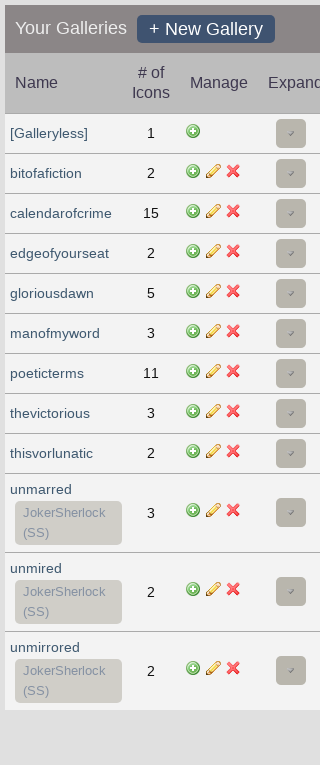 Your Galleries + New Gallery
Name # of Icons Manage Expand
[Galleryless] 1
bitofafiction 2
calendarofcrime 15
edgeofyourseat 2
gloriousdawn 5
manofmyword 3
poeticterms 11
thevictorious 3
thisvorlunatic 2
unmarred
JokerSherlock
(SS)
3
unmired
JokerSherlock
(SS)
2
unmirrored
JokerSherlock
(SS)
2